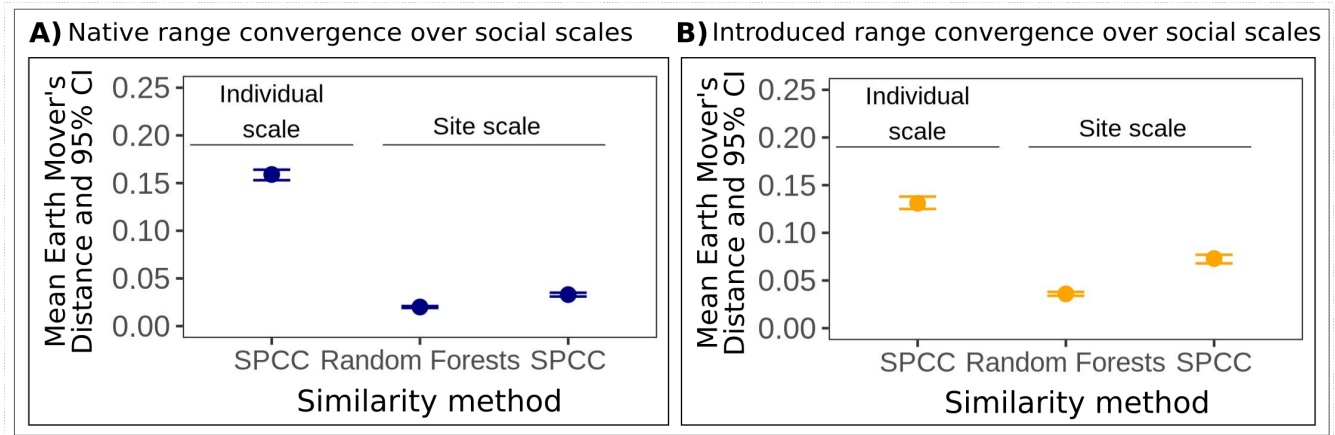 A) Native range convergence over social scales
Mean Earth Mover's
Distance and 95% CI
0.25
0.20
0.15
0.10
0.05
0.00
Individual
scale
Site scale
SPCC Random Forests SPCC
Similarity method
B) Introduced range convergence over social scales
Mean Earth Mover's
Distance and 95% CI
0.25
0.20
0.15
0.10
0.05
0.00
Individual
scale
Site scale
SPCC Random Forests SPCC
Similarity method